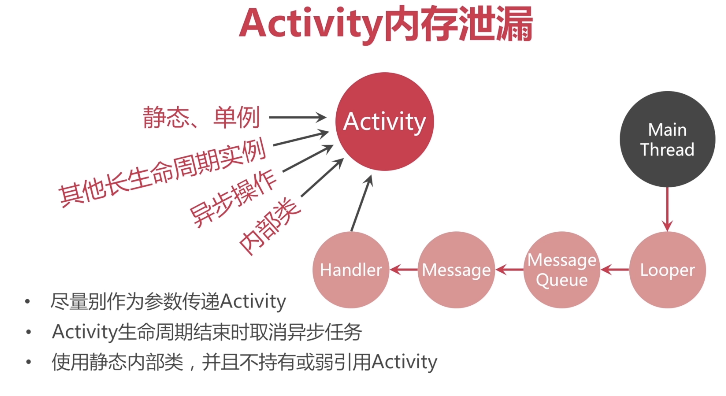 Activity内存泄漏
静态、单例
其他长生命周期实例
异步操作
内部类
Activity
Main
Thread
Handler
Message
Message
Queue
Looper
• 尽量别作为参数传递Activity
• Activity生命周期结束时取消异步任务
• 使用静态内部类，并且不持有或弱引用Activity